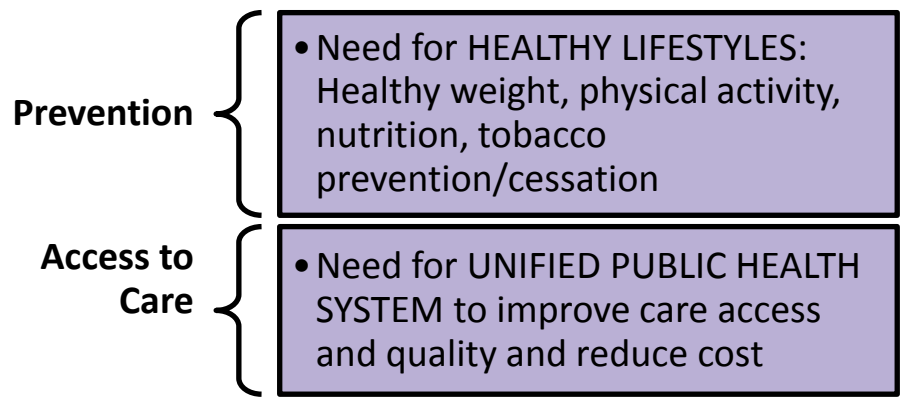 Prevention
• Need for HEALTHY LIFESTYLES:
Healthy weight, physical activity,
nutrition, tobacco
prevention/cessation
Access to
Care
• Need for UNIFIED PUBLIC HEALTH
SYSTEM to improve care access
and quality and reduce cost